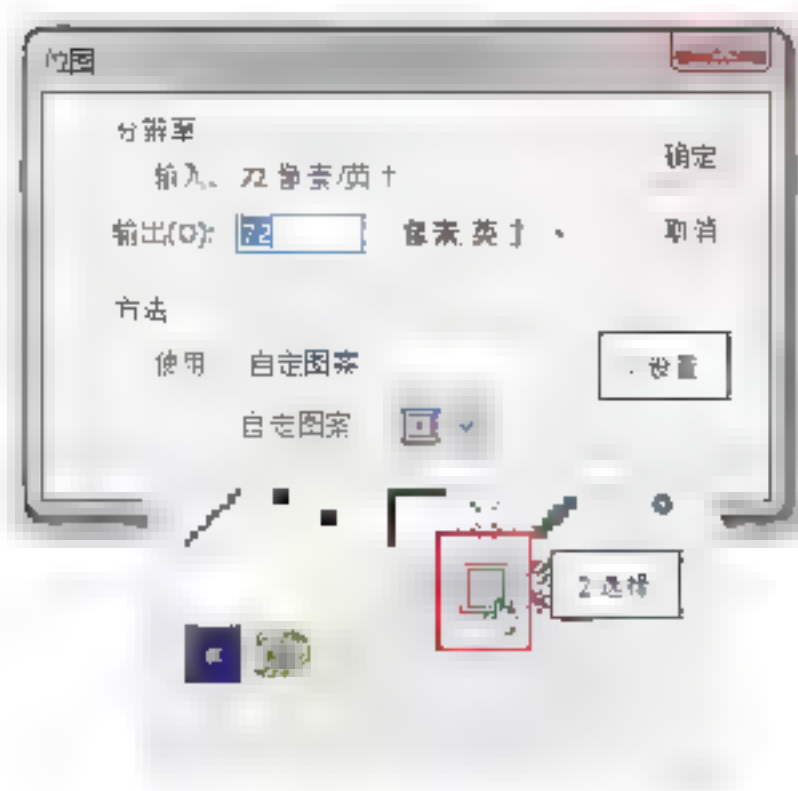 位图
分辨率
输入: 72 像素/英寸
确定
输出(O): 72 像素/英寸
取消
方法
使用 自定图案
设置
自定图案
2 选择